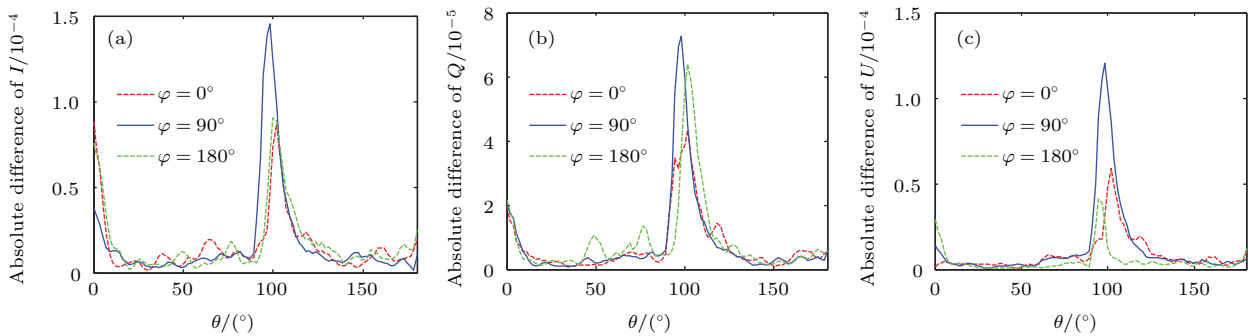 Absolute difference of I/10⁻⁴
1.5
1.0
0.5
0
(a)
φ = 0°
φ = 90°
φ = 180°
0 50 100 150
θ/(°)
Absolute difference of Q/10⁻⁵
8
6
4
2
0
(b)
φ = 0°
φ = 90°
φ = 180°
0 50 100 150
θ/(°)
Absolute difference of U/10⁻⁴
1.5
1.0
0.5
0
(c)
φ = 0°
φ = 90°
φ = 180°
0 50 100 150
θ/(°)